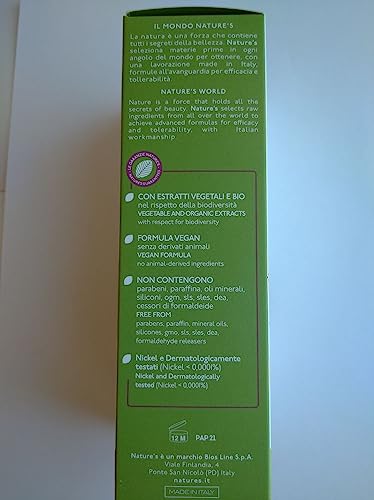 IL MONDO NATURE'S
La natura è una forza che contiene
tutti i segreti della bellezza. Nature's
seleziona materie prime in ogni
angolo del mondo per ottenere, con
una lavorazione made in Italy,
formule all'avanguardia per efficacia e
tollerabilità.
NATURE'S WORLD
Nature is a force that holds all the
secrets of beauty. Nature's selects raw
ingredients from all over the world to
achieve advanced formulas for efficacy
and tolerability, with Italian
workmanship.
LE GARANZIE NATURE'S
NATURE'S GUARANTEES
CON ESTRATTI VEGETALI E BIO
nel rispetto della biodiversità
VEGETABLE AND ORGANIC EXTRACTS
with respect for biodiversity
FORMULA VEGAN
senza derivati animali
VEGAN FORMULA
no animal-derived ingredients
NON CONTENGONO
parabeni, paraffina, oli minerali,
siliconi, ogm, sls, sles, dea,
cessori di formaldeide
FREE FROM
parabens, paraffin, mineral oils,
silicones, gmo, sls, sles, dea,
formaldehyde releasers
Nickel e Dermatologicamente
testati (Nickel < 0,0001%)
Nickel and Dermatologically
tested (Nickel < 0,0001%)
12 M
PAP 21
Nature's è un marchio Bios Line S.p.A.
Viale Finlandia, 4
Ponte San Nicolò (PD) Italy
natures.it
MADE IN ITALY